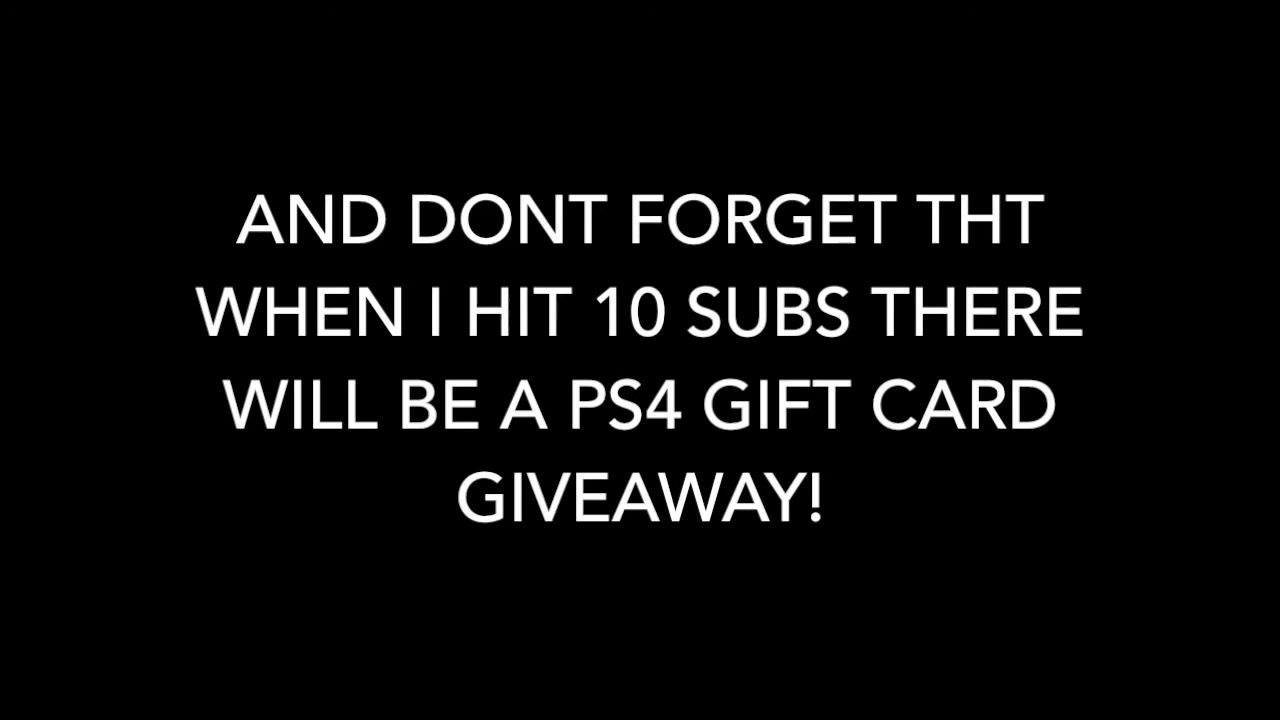 AND DONT FORGET THT
WHEN I HIT 10 SUBS THERE
WILL BE A PS4 GIFT CARD
GIVEAWAY!